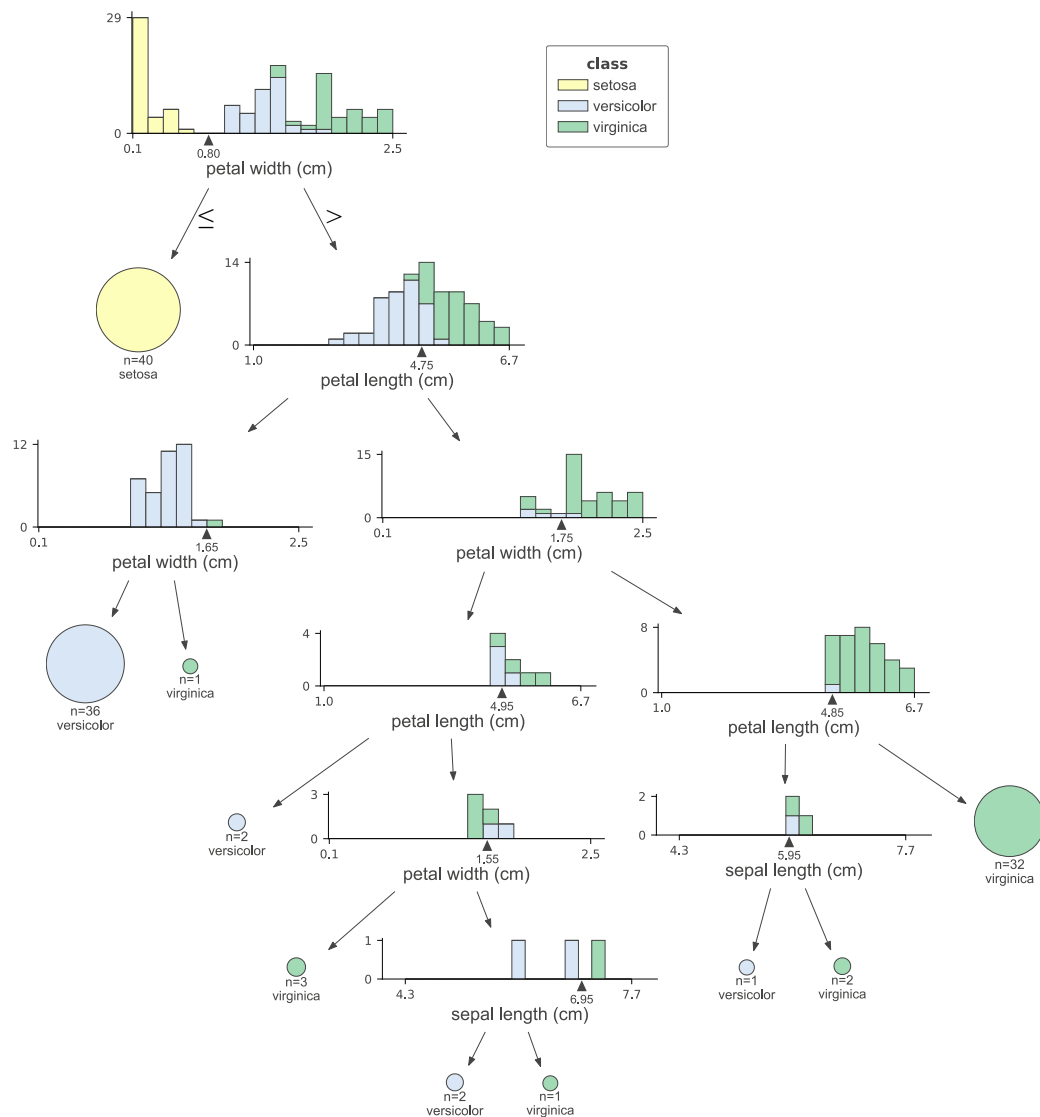 29
0
0.1
0.80
2.5
petal width (cm)
class
setosa
versicolor
virginica
≤
>
n=40
setosa
14
0
1.0
4.75
6.7
petal length (cm)
12
0
0.1
1.65
2.5
petal width (cm)
15
0
0.1
1.75
2.5
petal width (cm)
n=36
versicolor
n=1
virginica
4
0
1.0
4.95
6.7
petal length (cm)
8
0
1.0
4.85
6.7
petal length (cm)
n=2
versicolor
3
0
0.1
1.55
2.5
petal width (cm)
2
0
4.3
5.95
7.7
sepal length (cm)
n=32
virginica
n=3
virginica
1
0
4.3
6.95
7.7
sepal length (cm)
n=1
versicolor
n=2
virginica
n=2
versicolor
n=1
virginica